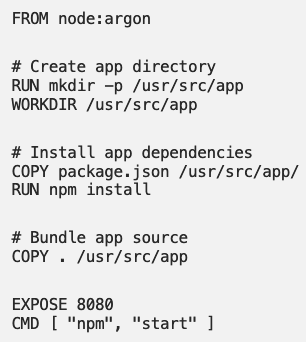 FROM node:argon
# Create app directory
RUN mkdir -p /usr/src/app
WORKDIR /usr/src/app
# Install app dependencies
COPY package.json /usr/src/app/
RUN npm install
# Bundle app source
COPY . /usr/src/app
EXPOSE 8080
CMD [ "npm", "start" ]